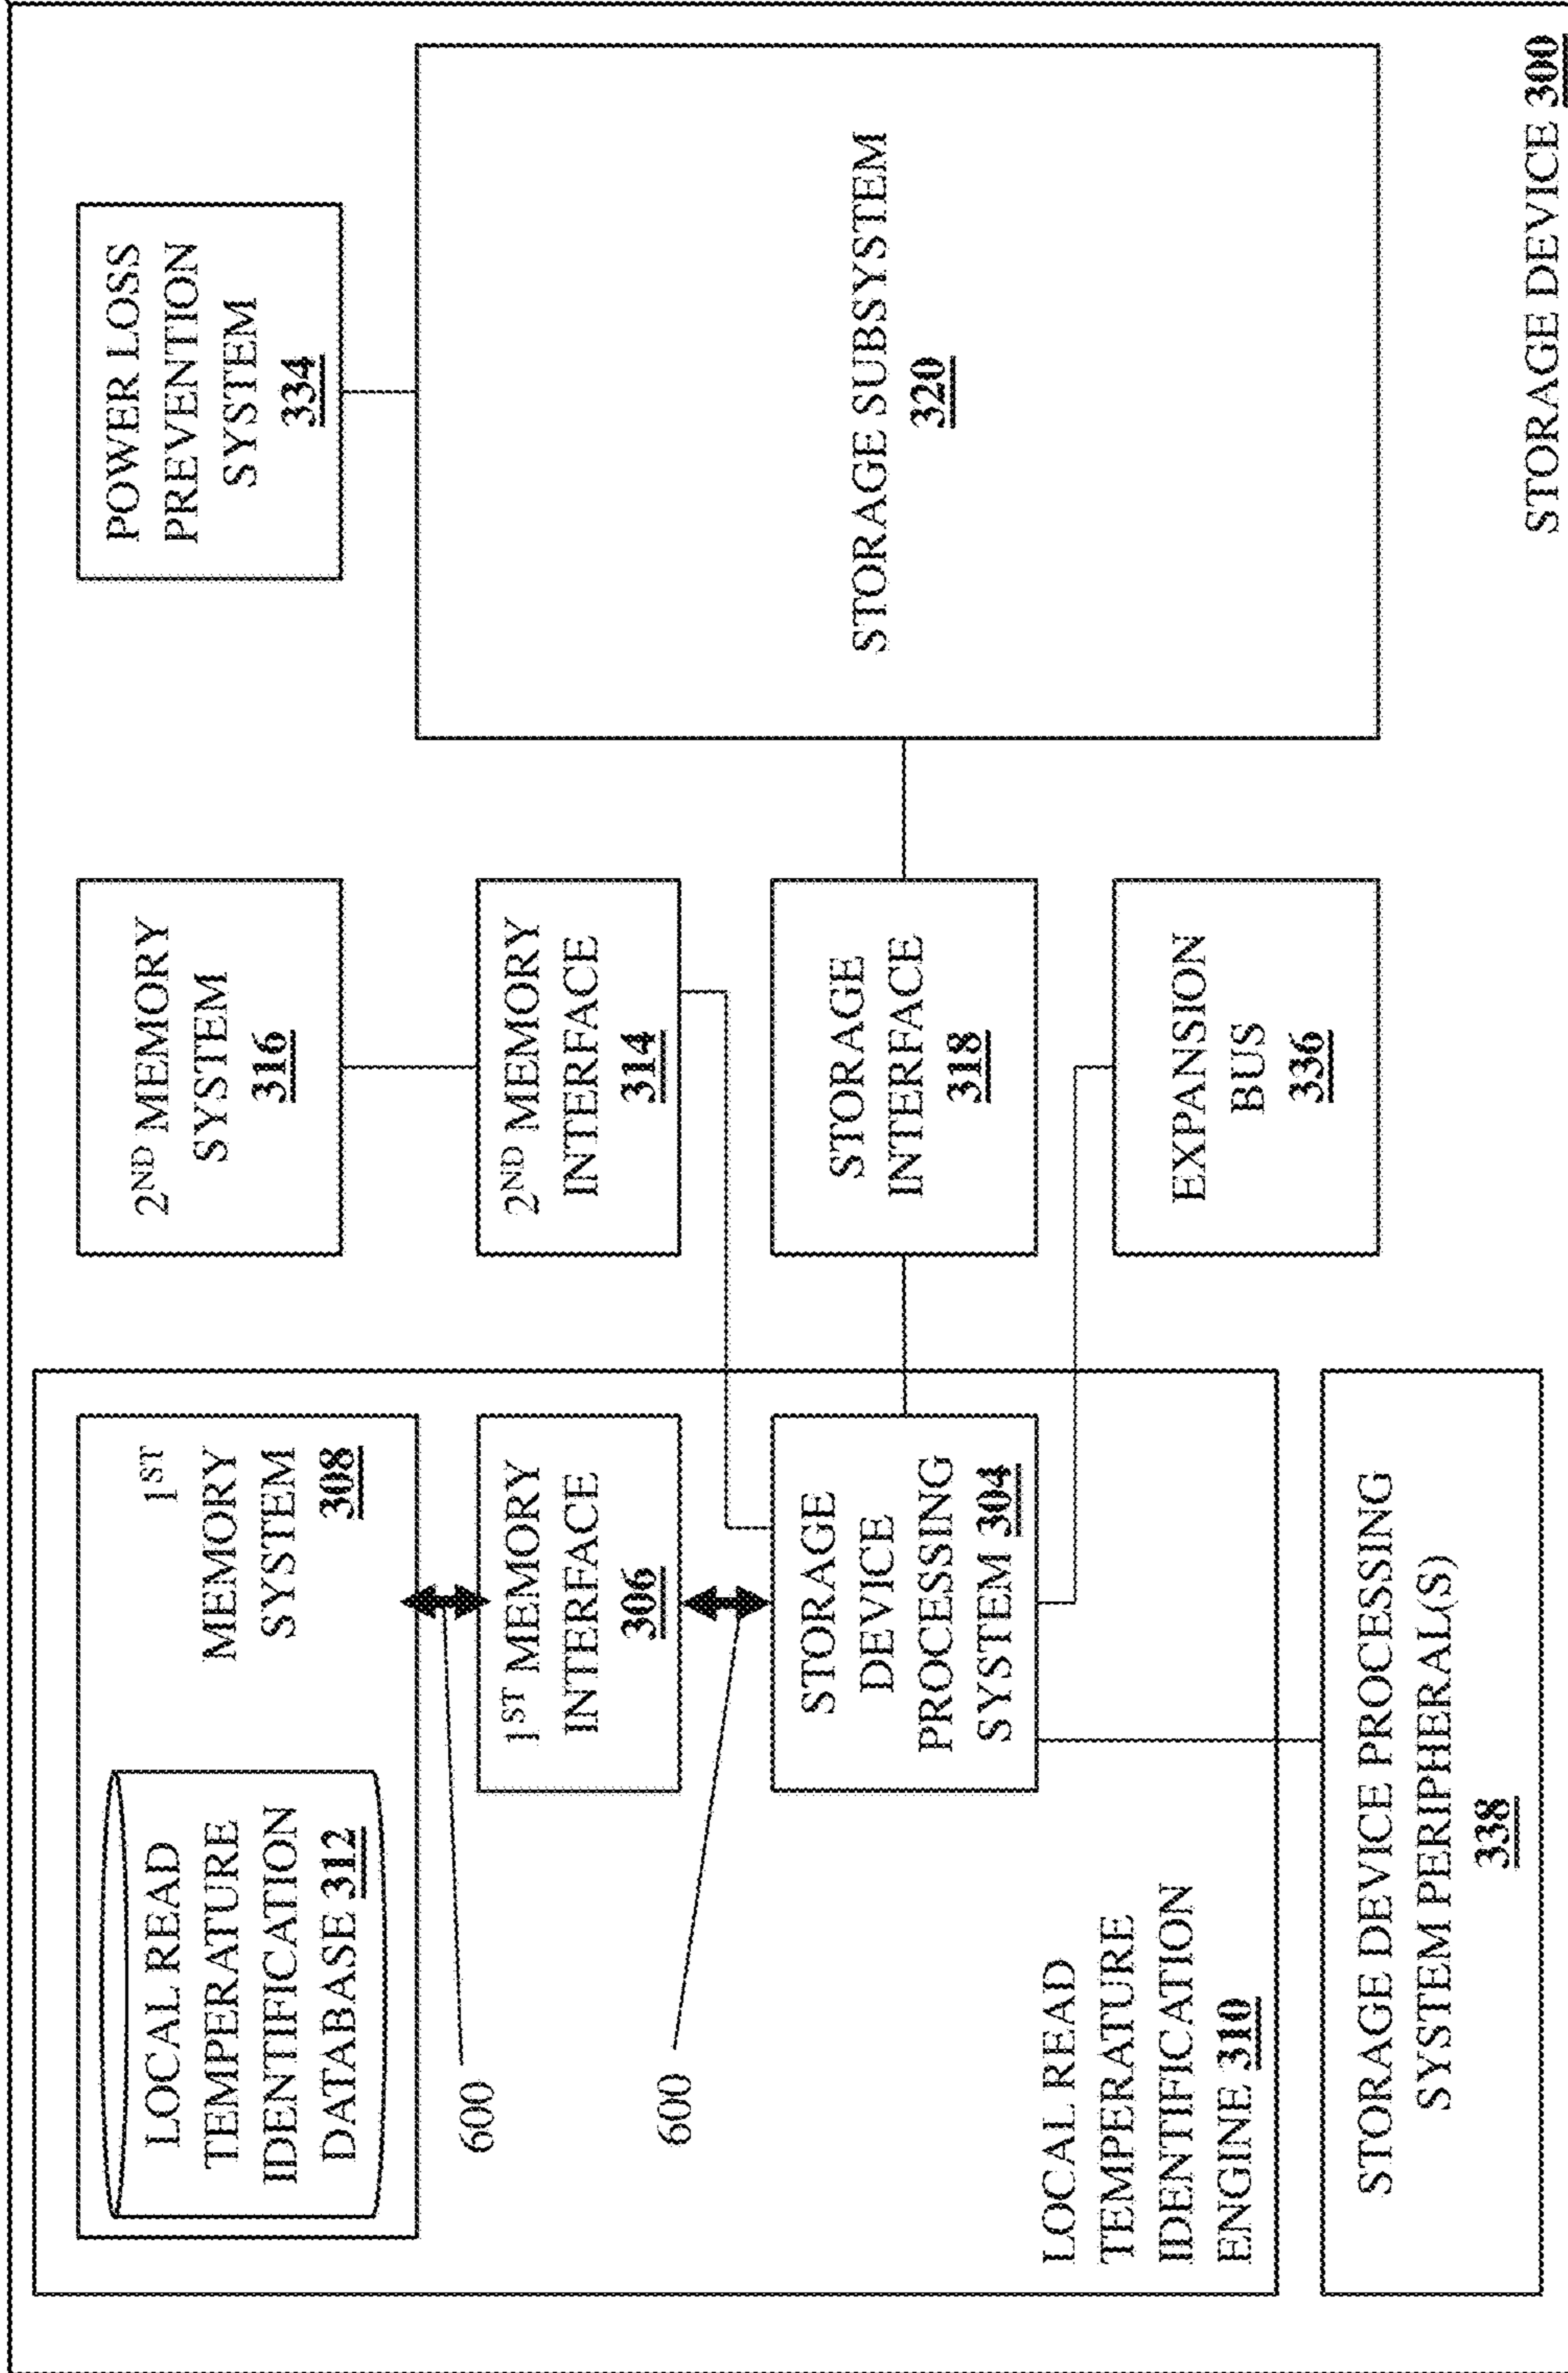 LOCAL READ
TEMPERATURE
IDENTIFICATION
DATABASE 312
1ST
MEMORY
SYSTEM
308
600
1ST MEMORY
INTERFACE
306
600
STORAGE
DEVICE
PROCESSING
SYSTEM 304
LOCAL READ
TEMPERATURE
IDENTIFICATION
ENGINE 310
STORAGE DEVICE PROCESSING
SYSTEM PERIPHERAL(S)
338
2ND MEMORY
SYSTEM
316
2ND MEMORY
INTERFACE
314
STORAGE
INTERFACE
318
EXPANSION
BUS
336
POWER LOSS
PREVENTION
SYSTEM
334
STORAGE SUBSYSTEM
320
STORAGE DEVICE 300